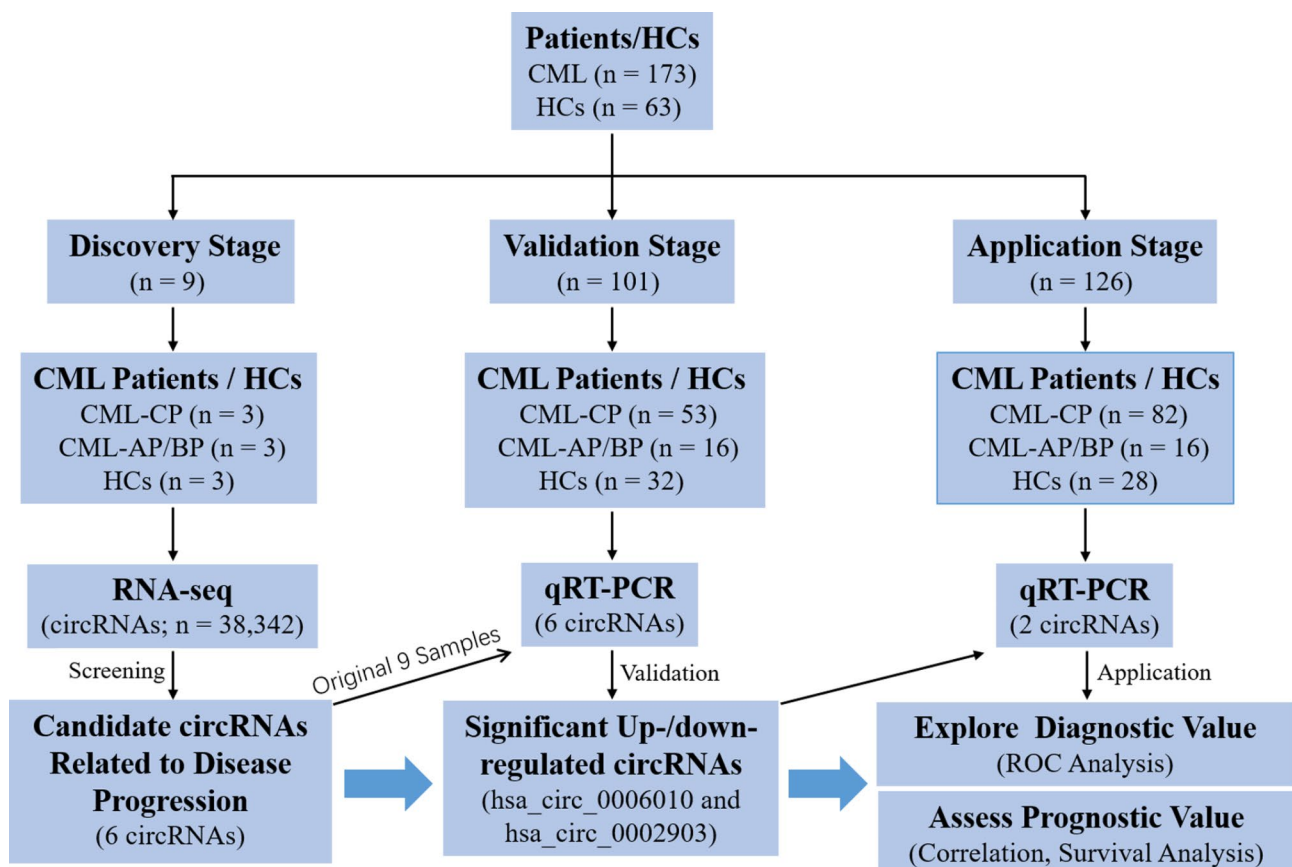 Patients/HCs
CML (n = 173)
HCs (n = 63)
Discovery Stage
(n = 9)
Validation Stage
(n = 101)
Application Stage
(n = 126)
CML Patients / HCs
CML-CP (n = 3)
CML-AP/BP (n = 3)
HCs (n = 3)
CML Patients / HCs
CML-CP (n = 53)
CML-AP/BP (n = 16)
HCs (n = 32)
CML Patients / HCs
CML-CP (n = 82)
CML-AP/BP (n = 16)
HCs (n = 28)
RNA-seq
(circRNAs; n = 38,342)
qRT-PCR
(6 circRNAs)
qRT-PCR
(2 circRNAs)
Screening
Original 9 Samples
Validation
Application
Candidate circRNAs
Related to Disease
Progression
(6 circRNAs)
Significant Up-/down-
regulated circRNAs
(hsa_circ_0006010 and
hsa_circ_0002903)
Explore Diagnostic Value
(ROC Analysis)
Assess Prognostic Value
(Correlation, Survival Analysis)